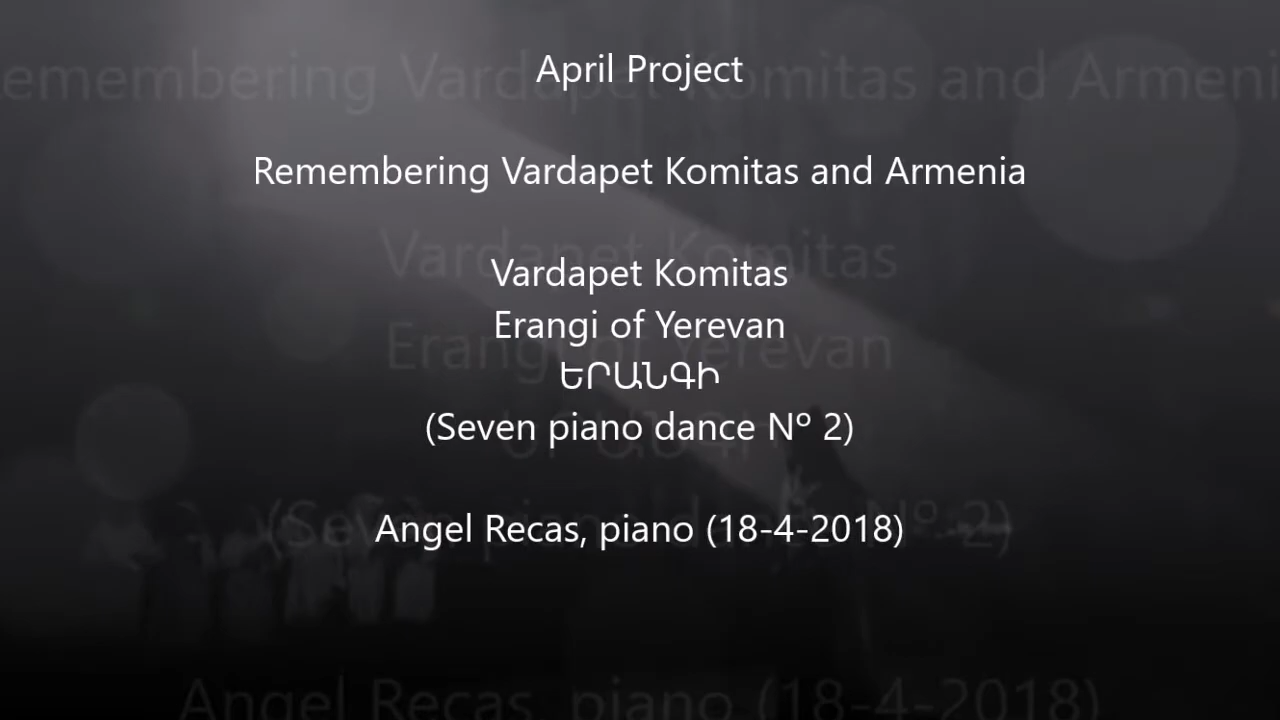 April Project
Remembering Vardapet Komitas and Armenia
Vardapet Komitas
Erangi of Yerevan
ԵՐԱՆԳԻ
(Seven piano dance Nº 2)
Angel Recas, piano (18-4-2018)